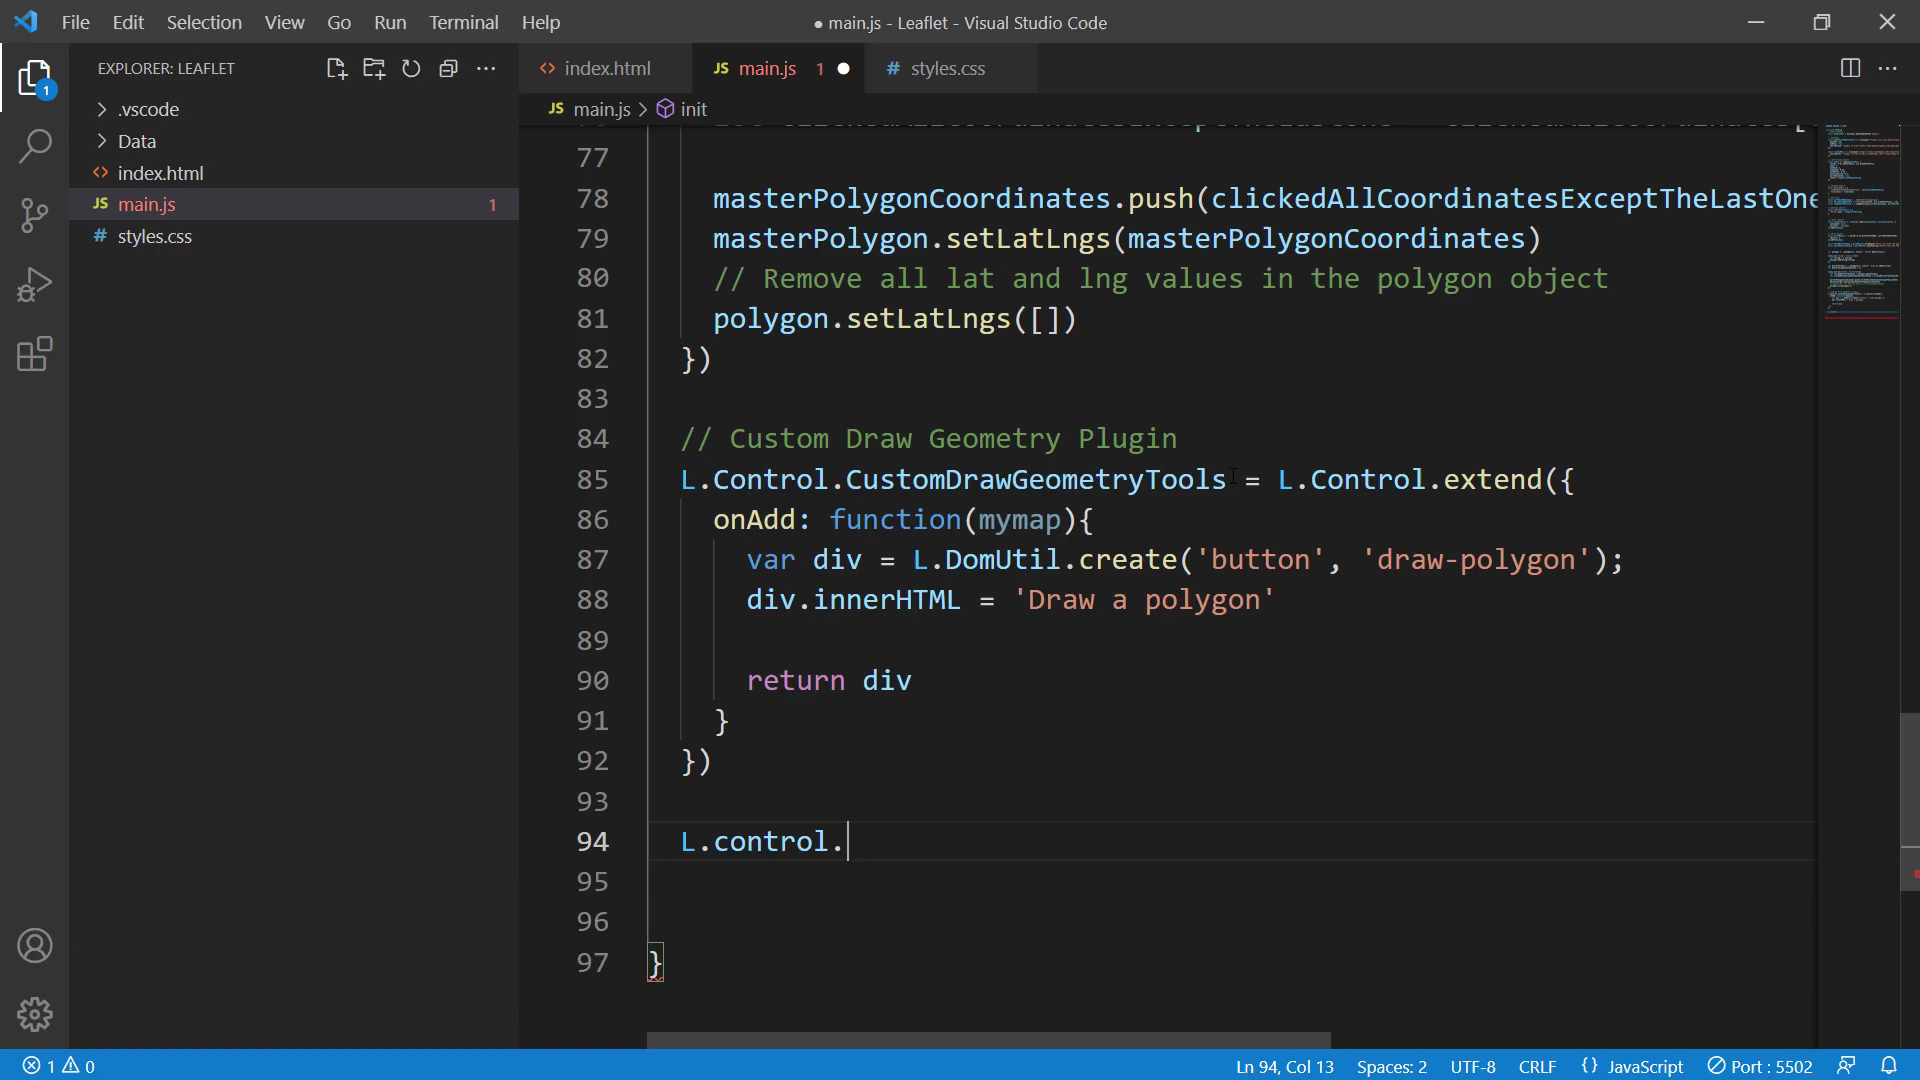 File Edit Selection View Go Run Terminal Help
● main.js - Leaflet - Visual Studio Code
EXPLORER: LEAFLET
1
.vscode
Data
index.html
JS main.js 1
# styles.css
index.html
JS main.js 1
# styles.css
JS main.js > init
77
78 masterPolygonCoordinates.push(clickedAllCoordinatesExceptTheLastOne
79 masterPolygon.setLatLngs(masterPolygonCoordinates)
80 // Remove all lat and lng values in the polygon object
81 polygon.setLatLngs([])
82 })
83
84 // Custom Draw Geometry Plugin
85 L.Control.CustomDrawGeometryTools = L.Control.extend({
86 onAdd: function(mymap){
87 var div = L.DomUtil.create('button', 'draw-polygon');
88 div.innerHTML = 'Draw a polygon'
89
90 return div
91 }
92 })
93
94 L.control.
95
96
97 }
1 0
Ln 94, Col 13 Spaces: 2 UTF-8 CRLF {} JavaScript Port : 5502